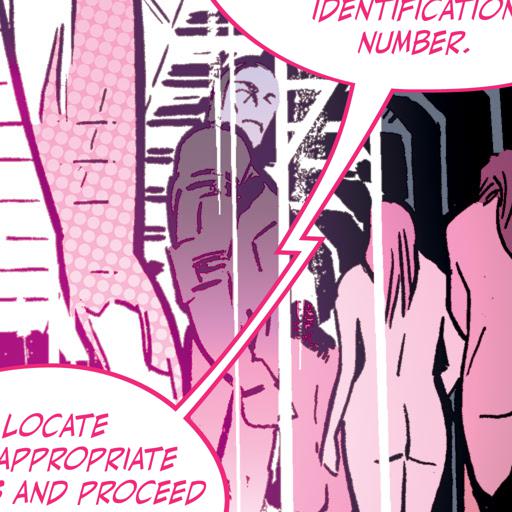 IDENTIFICATION
NUMBER.
LOCATE
APPROPRIATE
AND PROCEED